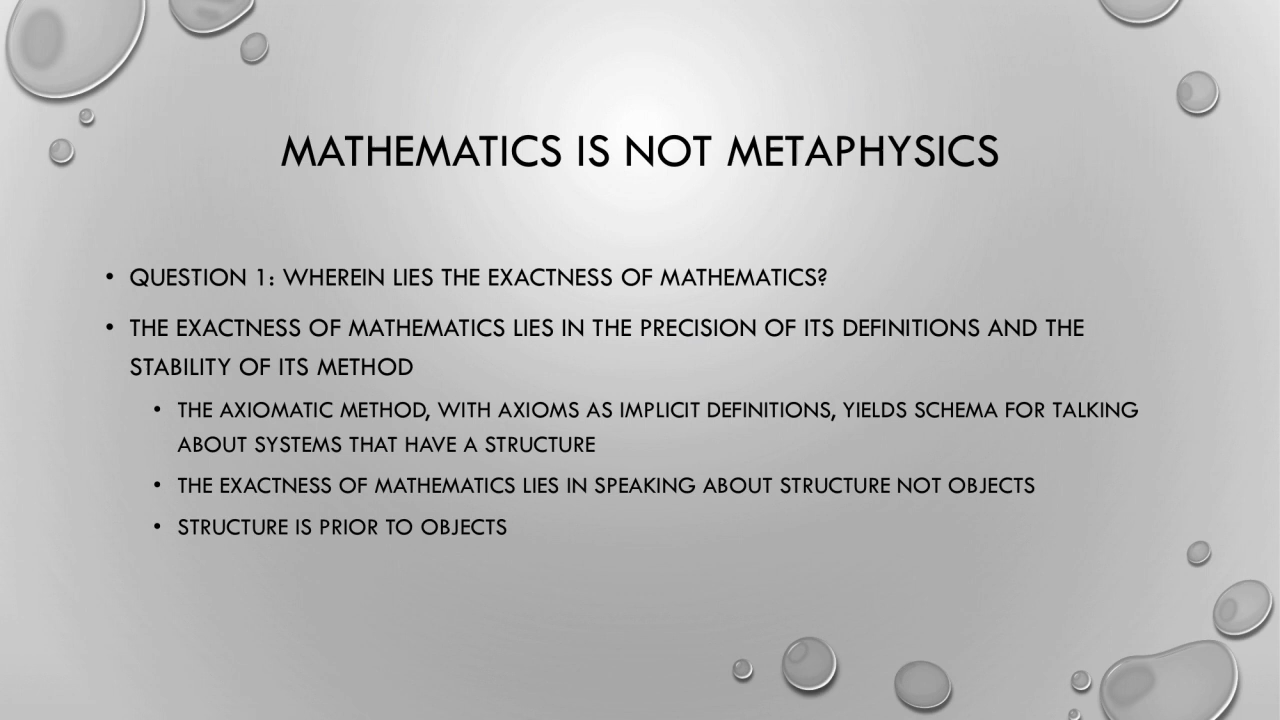 MATHEMATICS IS NOT METAPHYSICS
• QUESTION 1: WHEREIN LIES THE EXACTNESS OF MATHEMATICS?
• THE EXACTNESS OF MATHEMATICS LIES IN THE PRECISION OF ITS DEFINITIONS AND THE
STABILITY OF ITS METHOD
• THE AXIOMATIC METHOD, WITH AXIOMS AS IMPLICIT DEFINITIONS, YIELDS SCHEMA FOR TALKING
ABOUT SYSTEMS THAT HAVE A STRUCTURE
• THE EXACTNESS OF MATHEMATICS LIES IN SPEAKING ABOUT STRUCTURE NOT OBJECTS
• STRUCTURE IS PRIOR TO OBJECTS